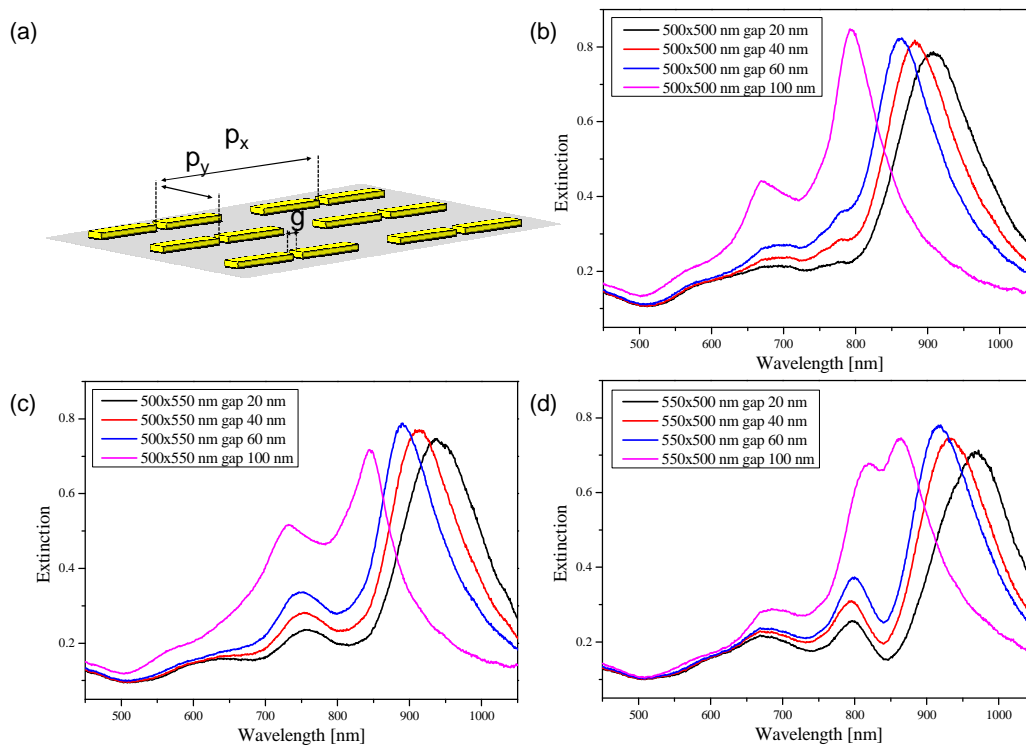 (a)
p_x
p_y
g
(b)
500x500 nm gap 20 nm
500x500 nm gap 40 nm
500x500 nm gap 60 nm
500x500 nm gap 100 nm
Extinction
0.8
0.6
0.4
0.2
500 600 700 800 900 1000
Wavelength [nm]
(c)
500x550 nm gap 20 nm
500x550 nm gap 40 nm
500x550 nm gap 60 nm
500x550 nm gap 100 nm
Extinction
0.8
0.6
0.4
0.2
500 600 700 800 900 1000
Wavelength [nm]
(d)
550x500 nm gap 20 nm
550x500 nm gap 40 nm
550x500 nm gap 60 nm
550x500 nm gap 100 nm
Extinction
0.8
0.6
0.4
0.2
500 600 700 800 900 1000
Wavelength [nm]